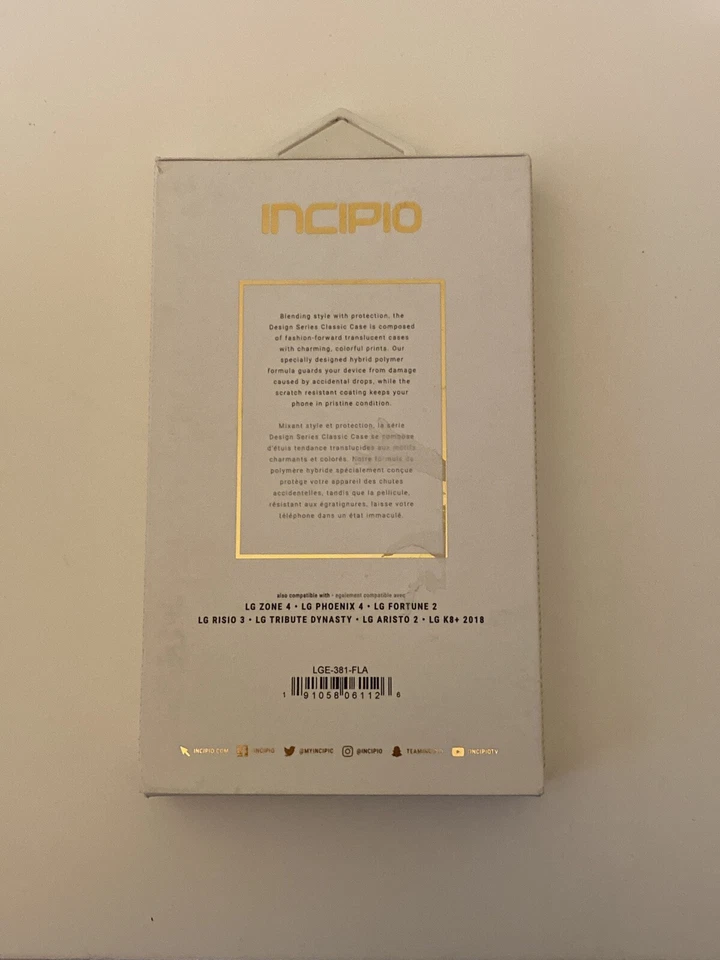 INCIPIO
Blending style with protection, the
Design Series Classic Case is composed
of fashion-forward translucent cases
with charming, colorful prints. Our
specially designed hybrid polymer
formula guards your device from damage
caused by accidental drops, while the
scratch resistant coating keeps your
phone in pristine condition.
Mixant style et protection, le série
Design Series Classic Case se compose
d'étuis tendance translucides aux motifs
charmants et colorés. Notre formule de
polymère hybride spécialement conçue
protège votre appareil des chutes
accidentelles, tandis que la pellicule,
résistant aux égratignures, laisse votre
téléphone dans un état immaculé.
also compatible with • egalement compatible avec
LG ZONE 4 • LG PHOENIX 4 • LG FORTUNE 2
LG RISIO 3 • LG TRIBUTE DYNASTY • LG ARISTO 2 • LG K8+ 2018
LGE-381-FLA
1 91058 06112 6
INCIPIO.COM /INCIPIO @MYINCIPIO @INCIPIO /INCIPIOTV